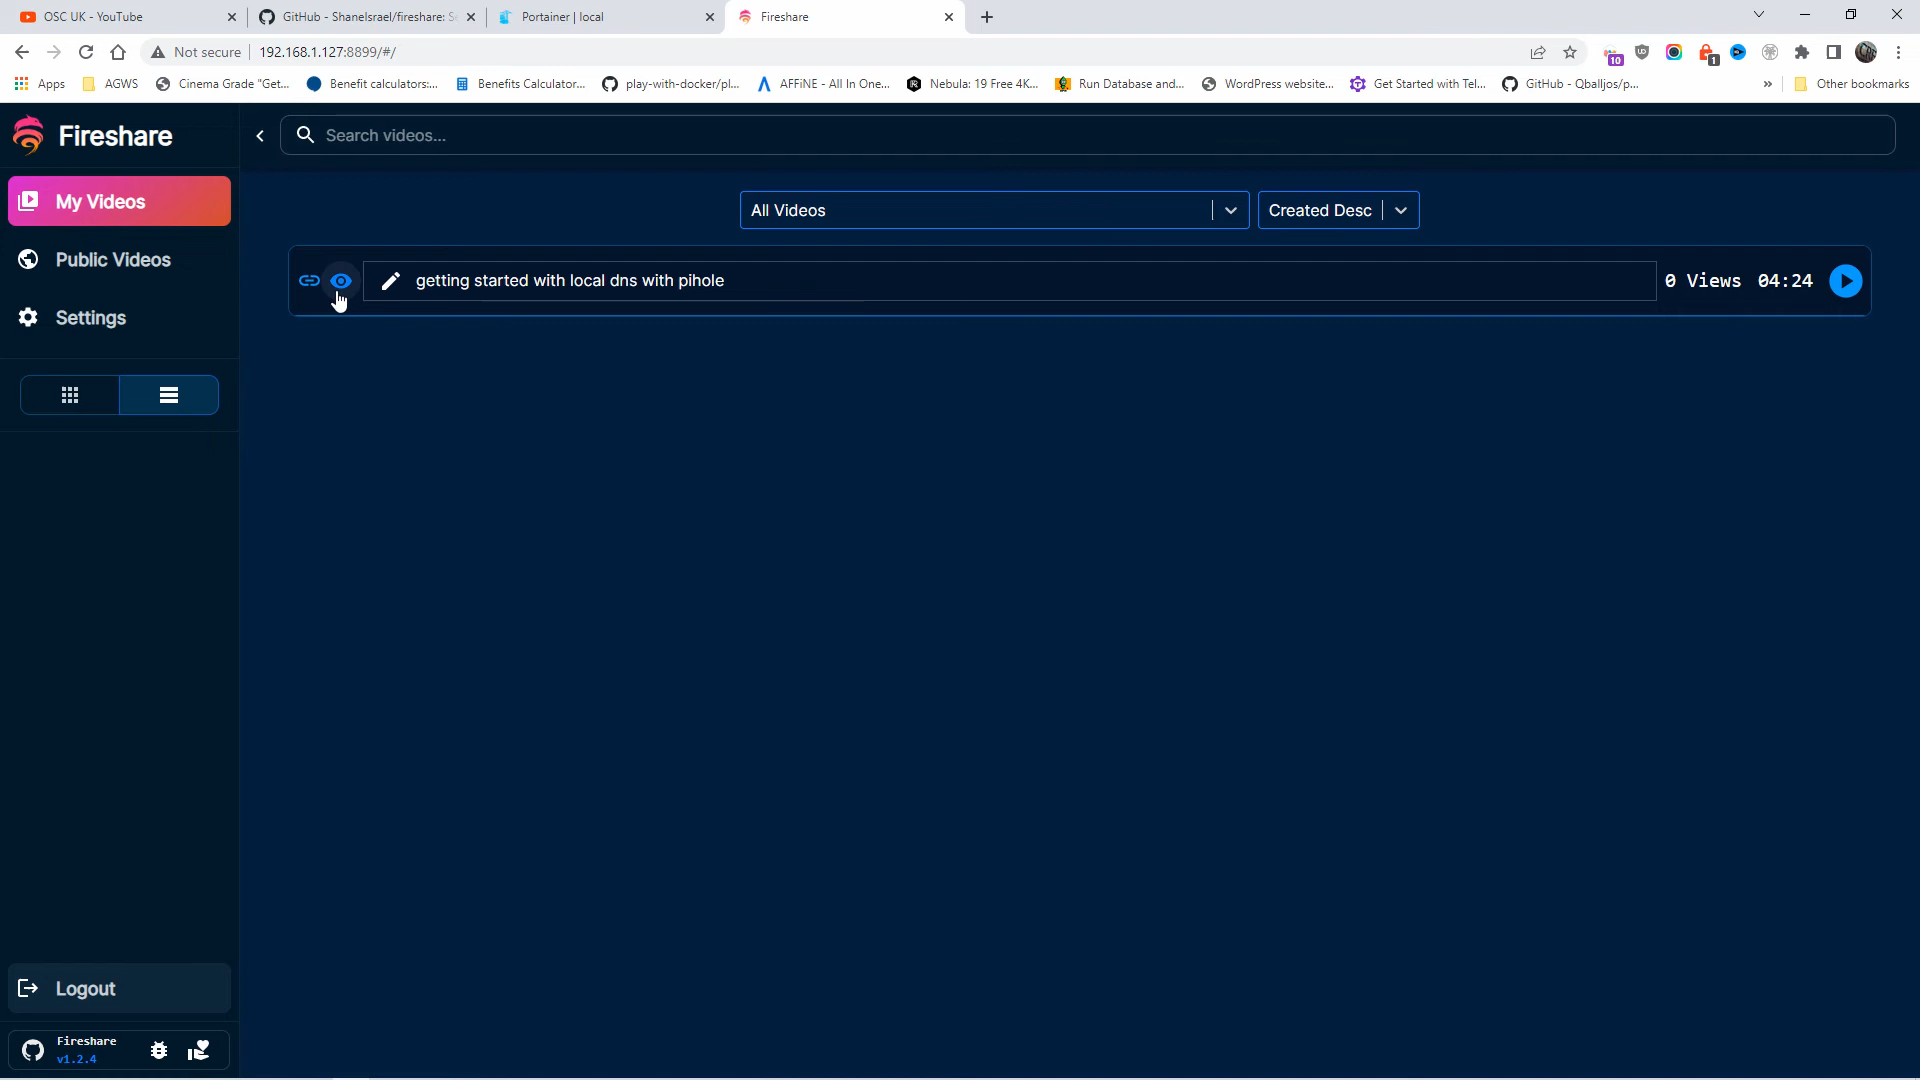 OSC UK - YouTube
GitHub - ShaneIsrael/fireshare: Se
Portainer | local
Fireshare
Not secure
192.168.1.127:8899/#/
10
1
Apps
AGWS
Cinema Grade "Get...
Benefit calculators:...
Benefits Calculator...
play-with-docker/pl...
AFFiNE - All In One...
Nebula: 19 Free 4K...
Run Database and...
WordPress website...
Get Started with Tel...
GitHub - Qballjos/p...
»
Other bookmarks
Fireshare
Search videos...
My Videos
All Videos
Created Desc
Public Videos
getting started with local dns with pihole
0 Views
04:24
Settings
Logout
Fireshare
v1.2.4